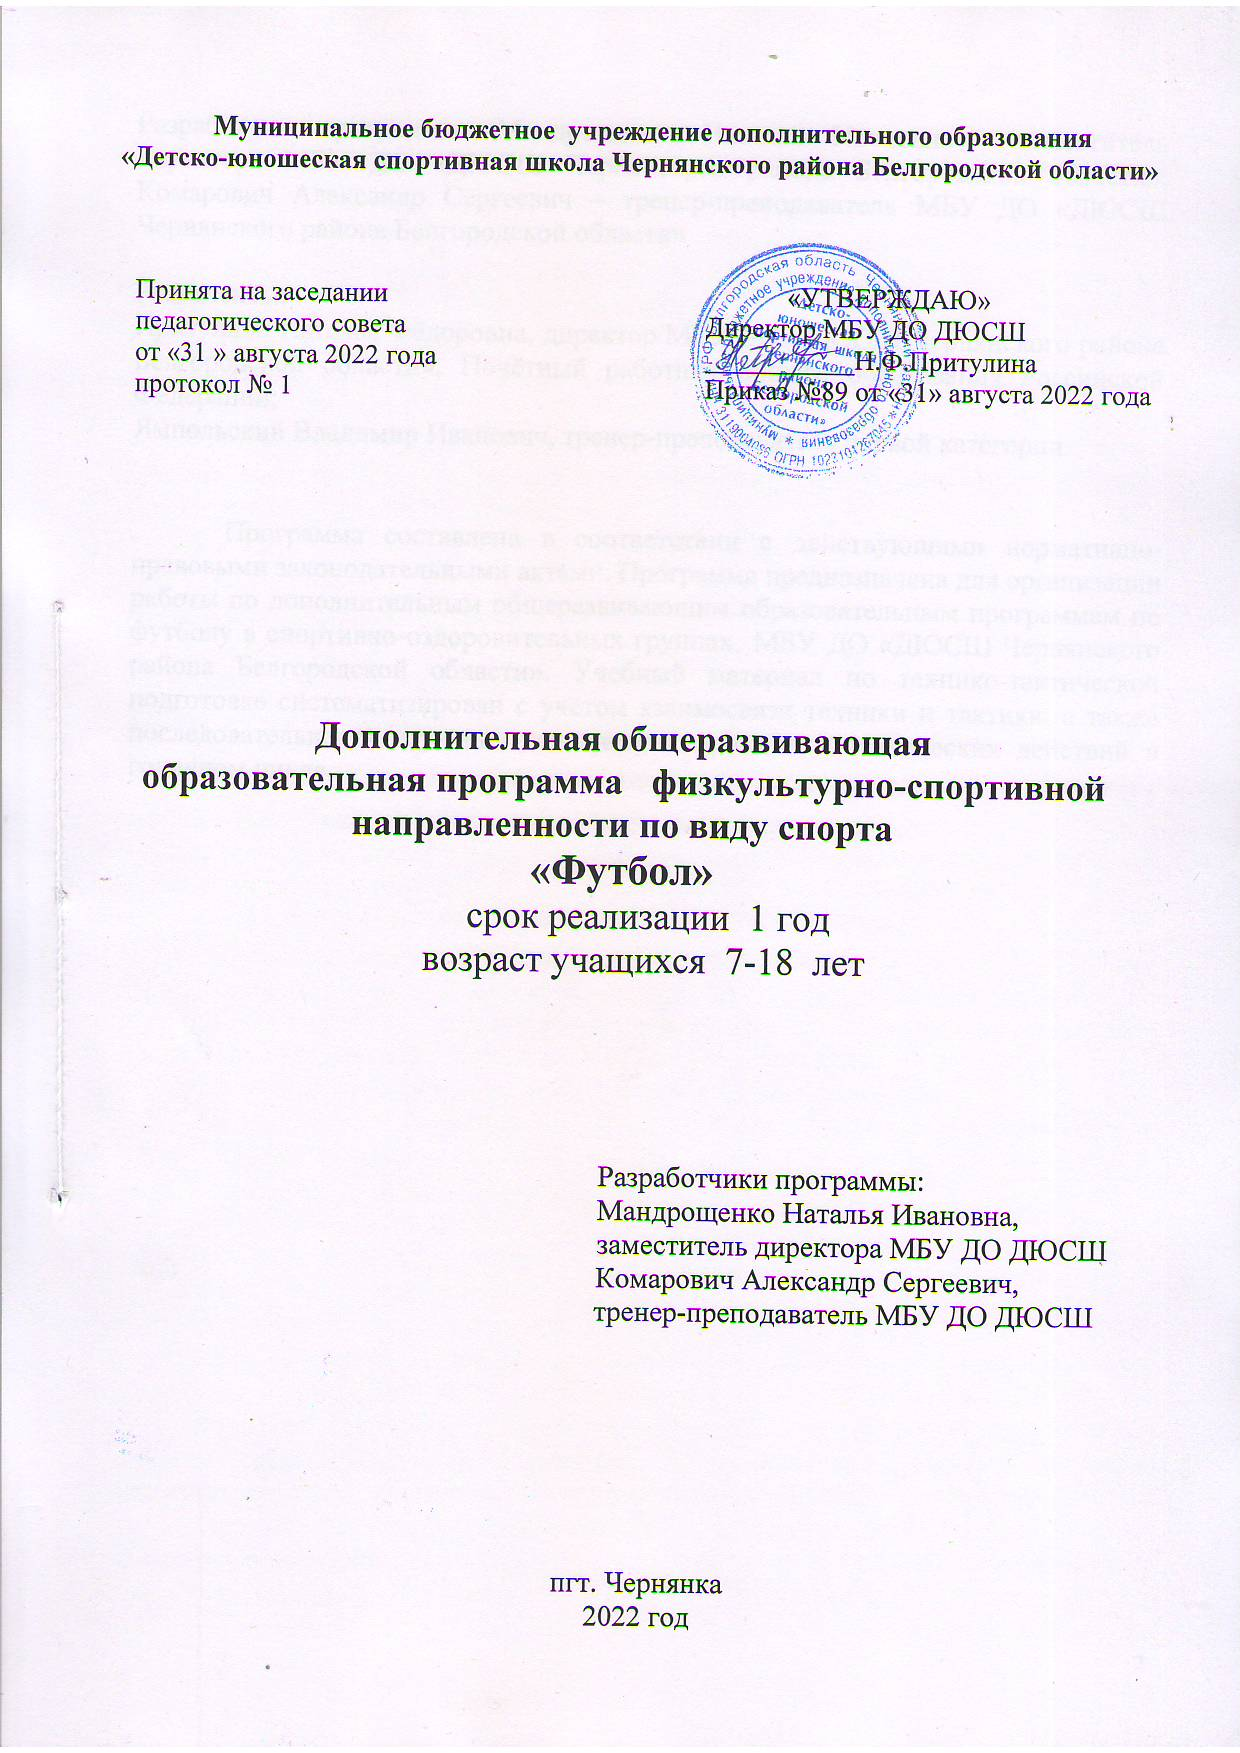 Муниципальное бюджетное учреждение дополнительного образования
«Детско-юношеская спортивная школа Чернянского района Белгородской области»
Принята на заседании
педагогического совета
от «31 » августа 2022 года
протокол № 1
«УТВЕРЖДАЮ»
Директор МБУ ДО ДЮСШ
Н.Ф.Притулина
Приказ №89 от «31» августа 2022 года
Дополнительная общеразвивающая
образовательная программа физкультурно-спортивной
направленности по виду спорта
«Футбол»
срок реализации 1 год
возраст учащихся 7-18 лет
Разработчики программы:
Мандрощенко Наталья Ивановна,
заместитель директора МБУ ДО ДЮСШ
Комарович Александр Сергеевич,
тренер-преподаватель МБУ ДО ДЮСШ
пгт. Чернянка
2022 год